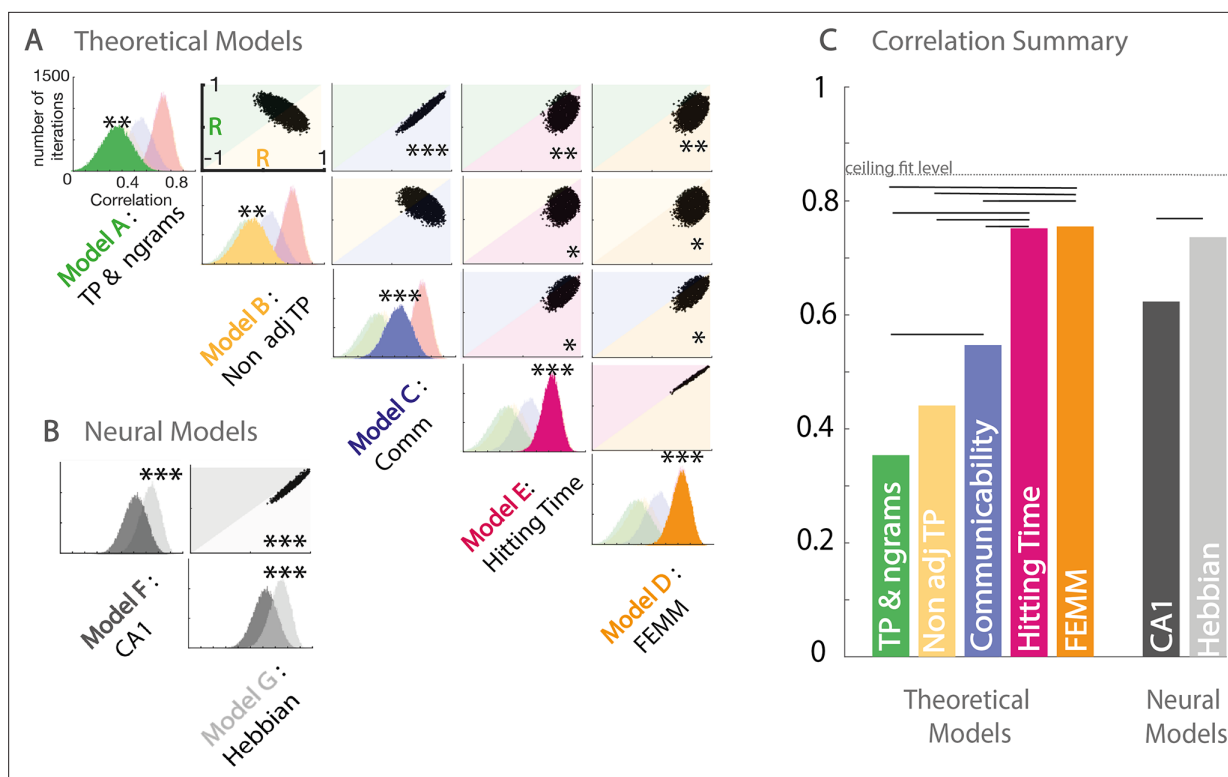 A Theoretical Models
1500
number of
iterations
**
0 0.4 0.8
Correlation
1
R
-1 R 1
***
**
**
Model A :
TP & ngrams
**
*
*
Model B :
Non adj TP
***
*
*
Model C :
Comm
***
Model E:
Hitting Time
***
Model D :
FEMM
B Neural Models
***
***
Model F :
CA1
***
Model G :
Hebbian
C Correlation Summary
1
ceiling fit level
0.8
0.6
0.4
0.2
0
TP & ngrams
Non adj TP
Communicability
Hitting Time
FEMM
CA1
Hebbian
Theoretical
Models
Neural
Models